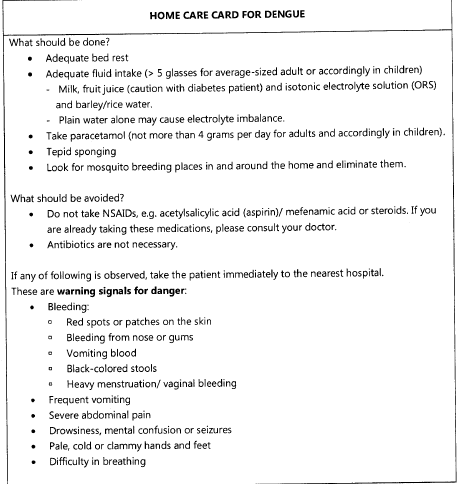 HOME CARE CARD FOR DENGUE
What should be done?
• Adequate bed rest
• Adequate fluid intake (> 5 glasses for average-sized adult or accordingly in children)
- Milk, fruit juice (caution with diabetes patient) and isotonic electrolyte solution (ORS)
and barley/rice water.
- Plain water alone may cause electrolyte imbalance.
• Take paracetamol (not more than 4 grams per day for adults and accordingly in children).
• Tepid sponging
• Look for mosquito breeding places in and around the home and eliminate them.
What should be avoided?
• Do not take NSAIDs, e.g. acetylsalicylic acid (aspirin)/ mefenamic acid or steroids. If you
are already taking these medications, please consult your doctor.
• Antibiotics are not necessary.
If any of following is observed, take the patient immediately to the nearest hospital.
These are warning signals for danger:
• Bleeding:
▫ Red spots or patches on the skin
▫ Bleeding from nose or gums
▫ Vomiting blood
▫ Black-colored stools
▫ Heavy menstruation/ vaginal bleeding
• Frequent vomiting
• Severe abdominal pain
• Drowsiness, mental confusion or seizures
• Pale, cold or clammy hands and feet
• Difficulty in breathing